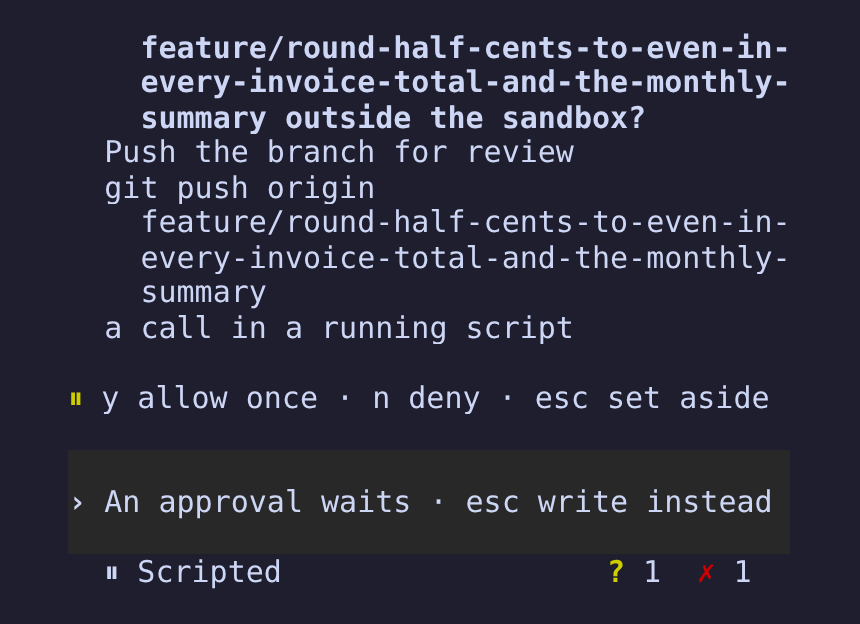 feature/round-half-cents-to-even-in-
every-invoice-total-and-the-monthly-
summary outside the sandbox?
Push the branch for review
git push origin
feature/round-half-cents-to-even-in-
every-invoice-total-and-the-monthly-
summary
a call in a running script
⏸ y allow once · n deny · esc set aside
› An approval waits · esc write instead
⏸ Scripted ? 1 ✗ 1